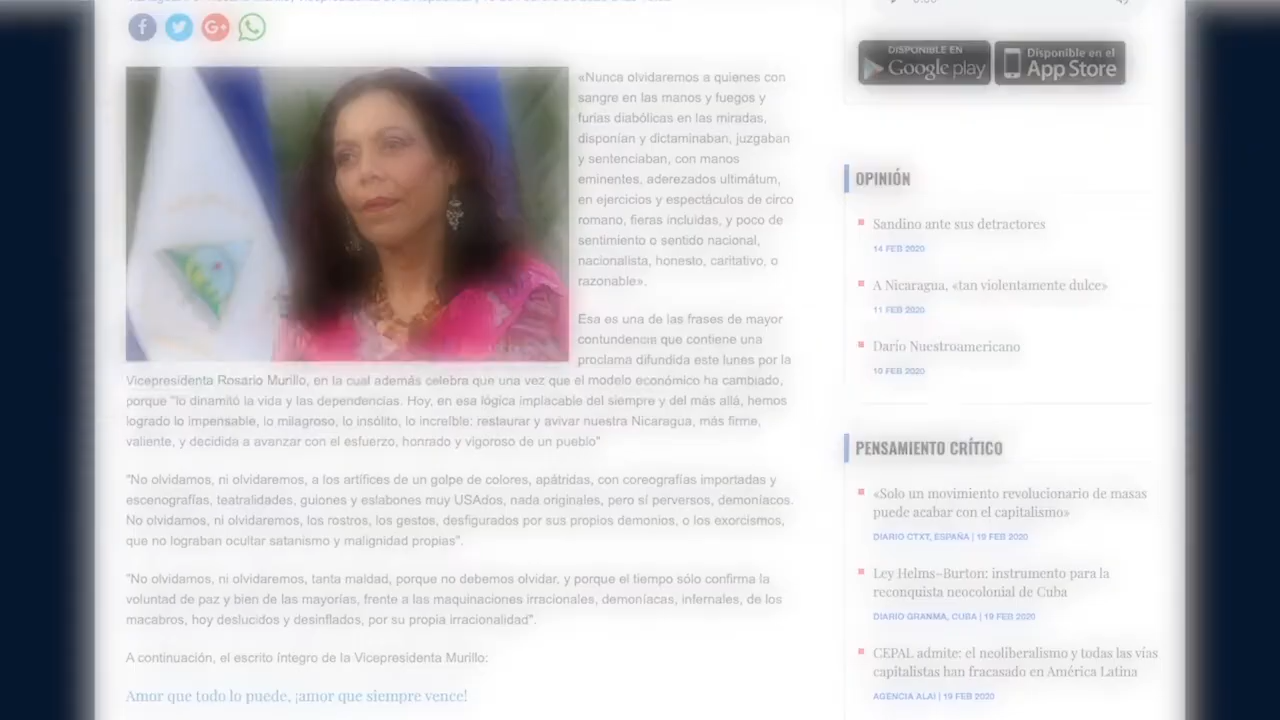 DISPONIBLE EN
Google play
Disponible en el
App Store
«Nunca olvidaremos a quienes con
sangre en las manos y fuegos y
furias diabólicas en las miradas,
disponían y dictaminaban, juzgaban
y sentenciaban, con manos
eminentes, aderezados ultimátum,
en ejercicios y espectáculos de circo
romano, fieras incluidas, y poco de
sentimiento o sentido nacional,
nacionalista, honesto, caritativo, o
razonable».
Esa es una de las frases de mayor
contundencia que contiene una
proclama difundida este lunes por la
Vicepresidenta Rosario Murillo, en la cual además celebra que una vez que el modelo económico ha cambiado,
porque "lo dinamitó la vida y las dependencias. Hoy, en esa lógica implacable del siempre y del más allá, hemos
logrado lo impensable, lo milagroso, lo insólito, lo increíble: restaurar y avivar nuestra Nicaragua, más firme,
valiente, y decidida a avanzar con el esfuerzo, honrado y vigoroso de un pueblo"
"No olvidamos, ni olvidaremos, a los artífices de un golpe de colores, apátridas, con coreografías importadas y
escenografías, teatralidades, guiones y eslabones muy USAdos, nada originales, pero sí perversos, demoníacos.
No olvidamos, ni olvidaremos, los rostros, los gestos, desfigurados por sus propios demonios, o los exorcismos,
que no lograban ocultar satanismo y malignidad propias".
"No olvidamos, ni olvidaremos, tanta maldad, porque no debemos olvidar, y porque el tiempo sólo confirma la
voluntad de paz y bien de las mayorías, frente a las maquinaciones irracionales, demoníacas, infernales, de los
macabros, hoy deslucidos y desinflados, por su propia irracionalidad".
A continuación, el escrito íntegro de la Vicepresidenta Murillo:
Amor que todo lo puede, ¡amor que siempre vence!
OPINIÓN
Sandino ante sus detractores
14 FEB 2020
A Nicaragua, «tan violentamente dulce»
11 FEB 2020
Darío Nuestroamericano
10 FEB 2020
PENSAMIENTO CRÍTICO
«Solo un movimiento revolucionario de masas
puede acabar con el capitalismo»
DIARIO CTXT, ESPAÑA | 19 FEB 2020
Ley Helms-Burton: instrumento para la
reconquista neocolonial de Cuba
DIARIO GRANMA, CUBA | 19 FEB 2020
CEPAL admite: el neoliberalismo y todas las vías
capitalistas han fracasado en América Latina
AGENCIA ALAI | 19 FEB 2020